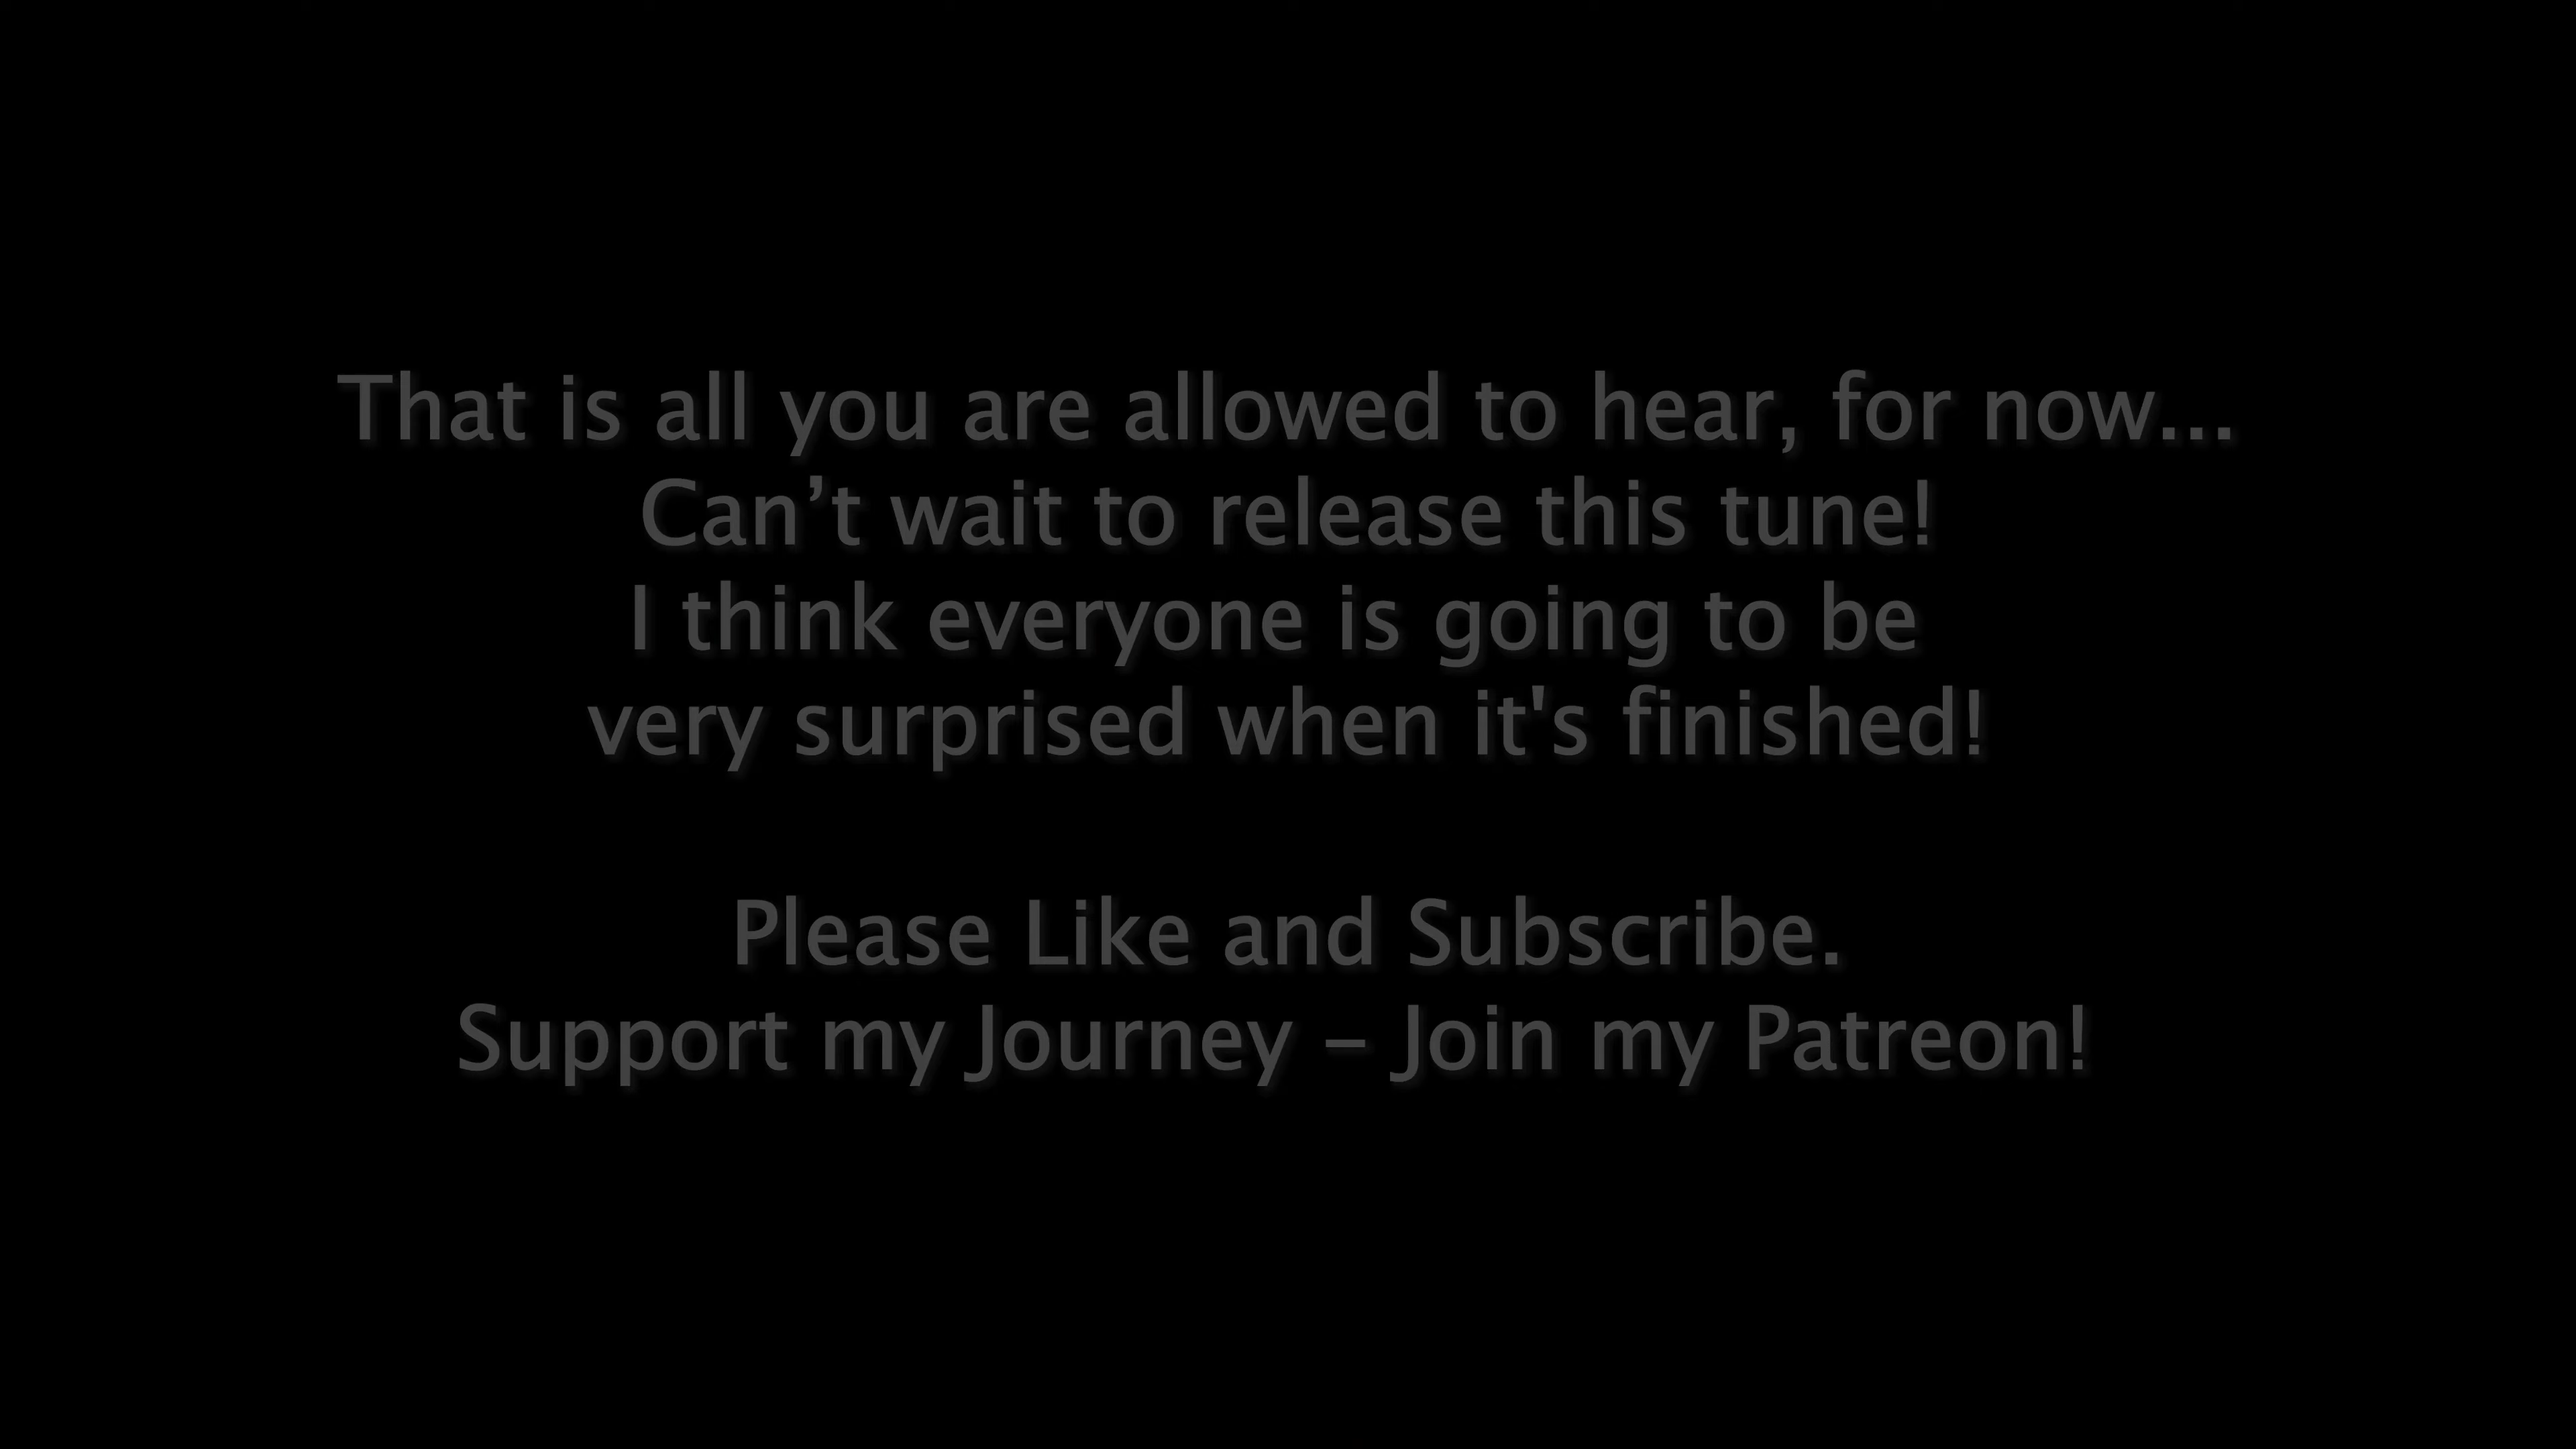 That is all you are allowed to hear, for now...
Can’t wait to release this tune!
I think everyone is going to be
very surprised when it's finished!
Please Like and Subscribe.
Support my Journey – Join my Patreon!